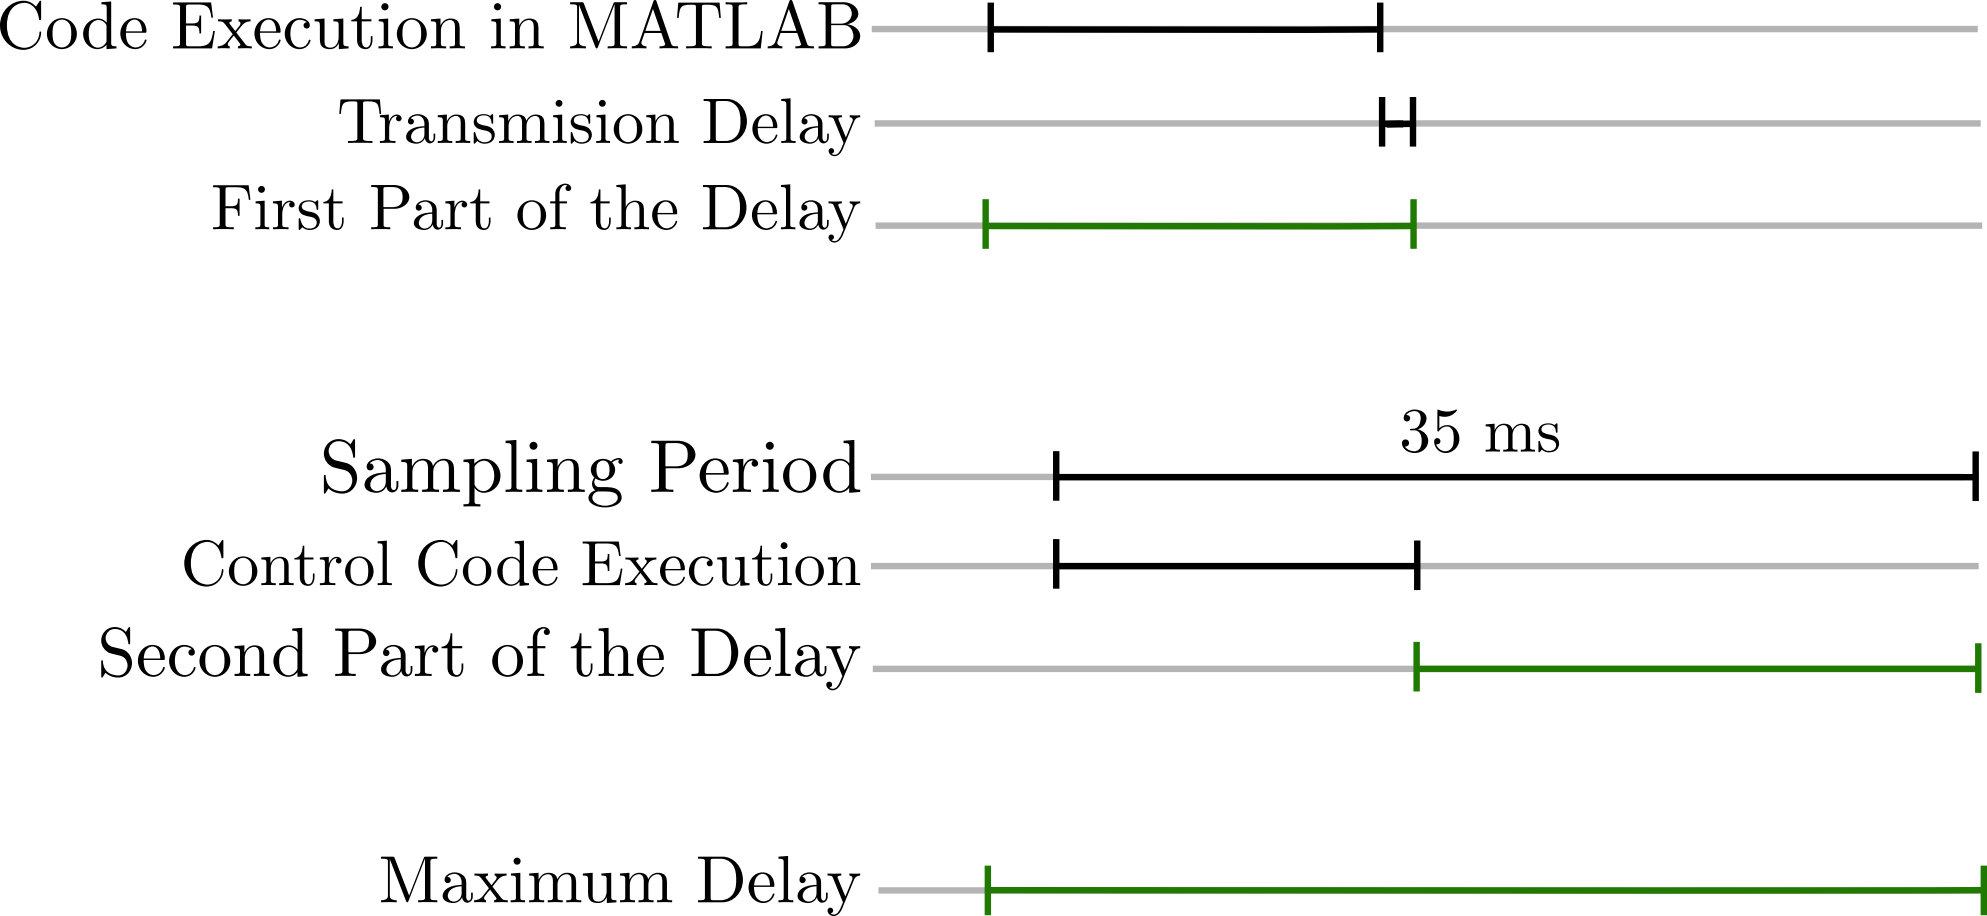 Code Execution in MATLAB
Transmision Delay
First Part of the Delay
35 ms
Sampling Period
Control Code Execution
Second Part of the Delay
Maximum Delay